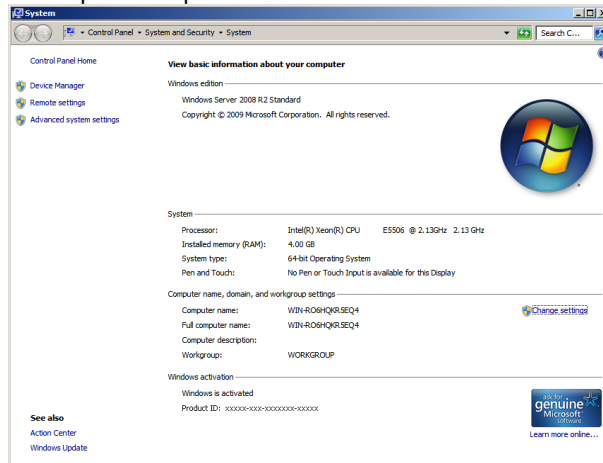 System
Control Panel System and Security System
Search C...
Control Panel Home
View basic information about your computer
Device Manager
Remote settings
Advanced system settings
Windows edition
Windows Server 2008 R2 Standard
Copyright © 2009 Microsoft Corporation. All rights reserved.
System
Processor: Intel(R) Xeon(R) CPU E5506 @ 2.13GHz 2.13 GHz
Installed memory (RAM): 4.00 GB
System type: 64-bit Operating System
Pen and Touch: No Pen or Touch Input is available for this Display
Computer name, domain, and workgroup settings
Computer name: WIN-RO6HQKR5EQ4
Change settings
Full computer name: WIN-RO6HQKR5EQ4
Computer description:
Workgroup: WORKGROUP
Windows activation
Windows is activated
Product ID: xxxxx-xxx-xxxxxxx-xxxxx
ask for
genuine
Microsoft
software
Learn more online...
See also
Action Center
Windows Update